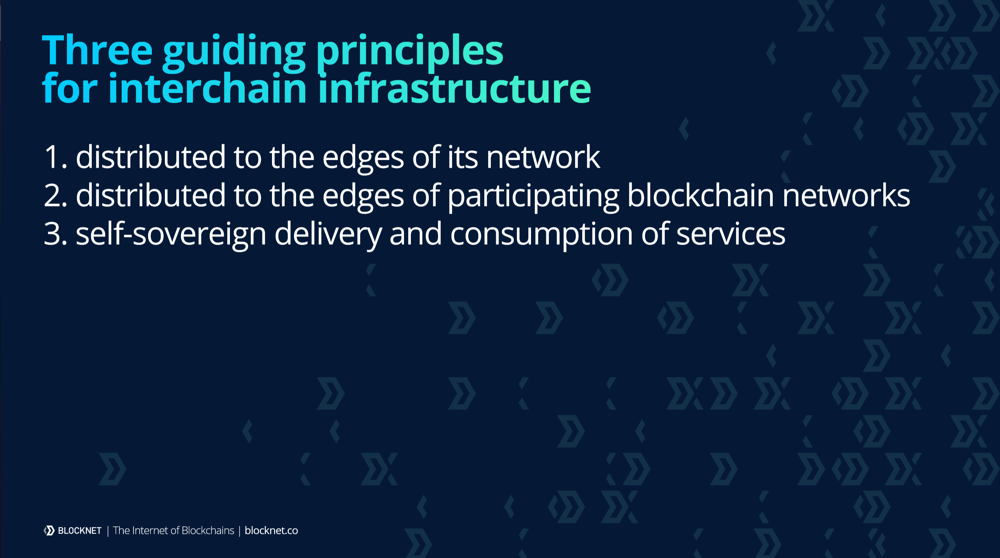 Three guiding principles
for interchain infrastructure
1. distributed to the edges of its network
2. distributed to the edges of participating blockchain networks
3. self-sovereign delivery and consumption of services
BLOCKNET | The Internet of Blockchains | blocknet.co